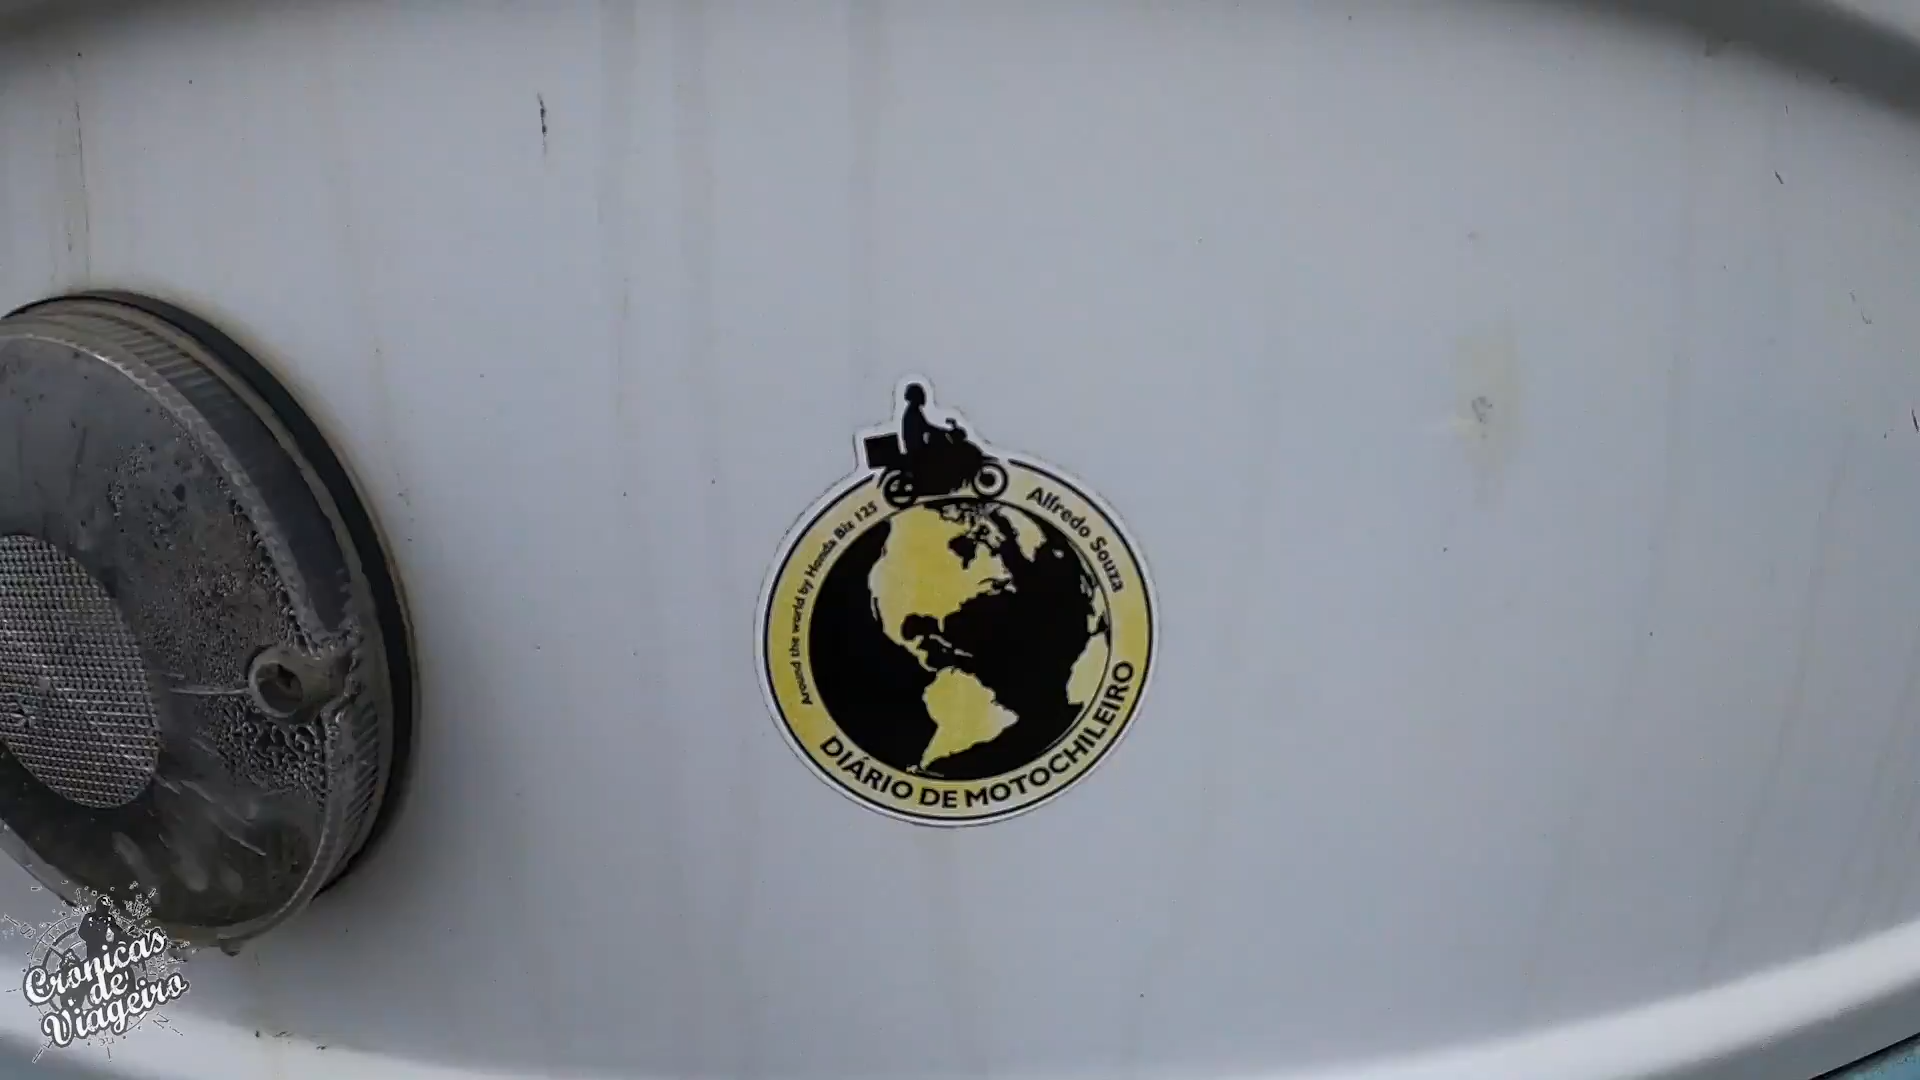 Around the world by Honda Biz 125
Alfredo Souza
DIÁRIO DE MOTOCHILEIRO
Crônicas
de
Viageiro